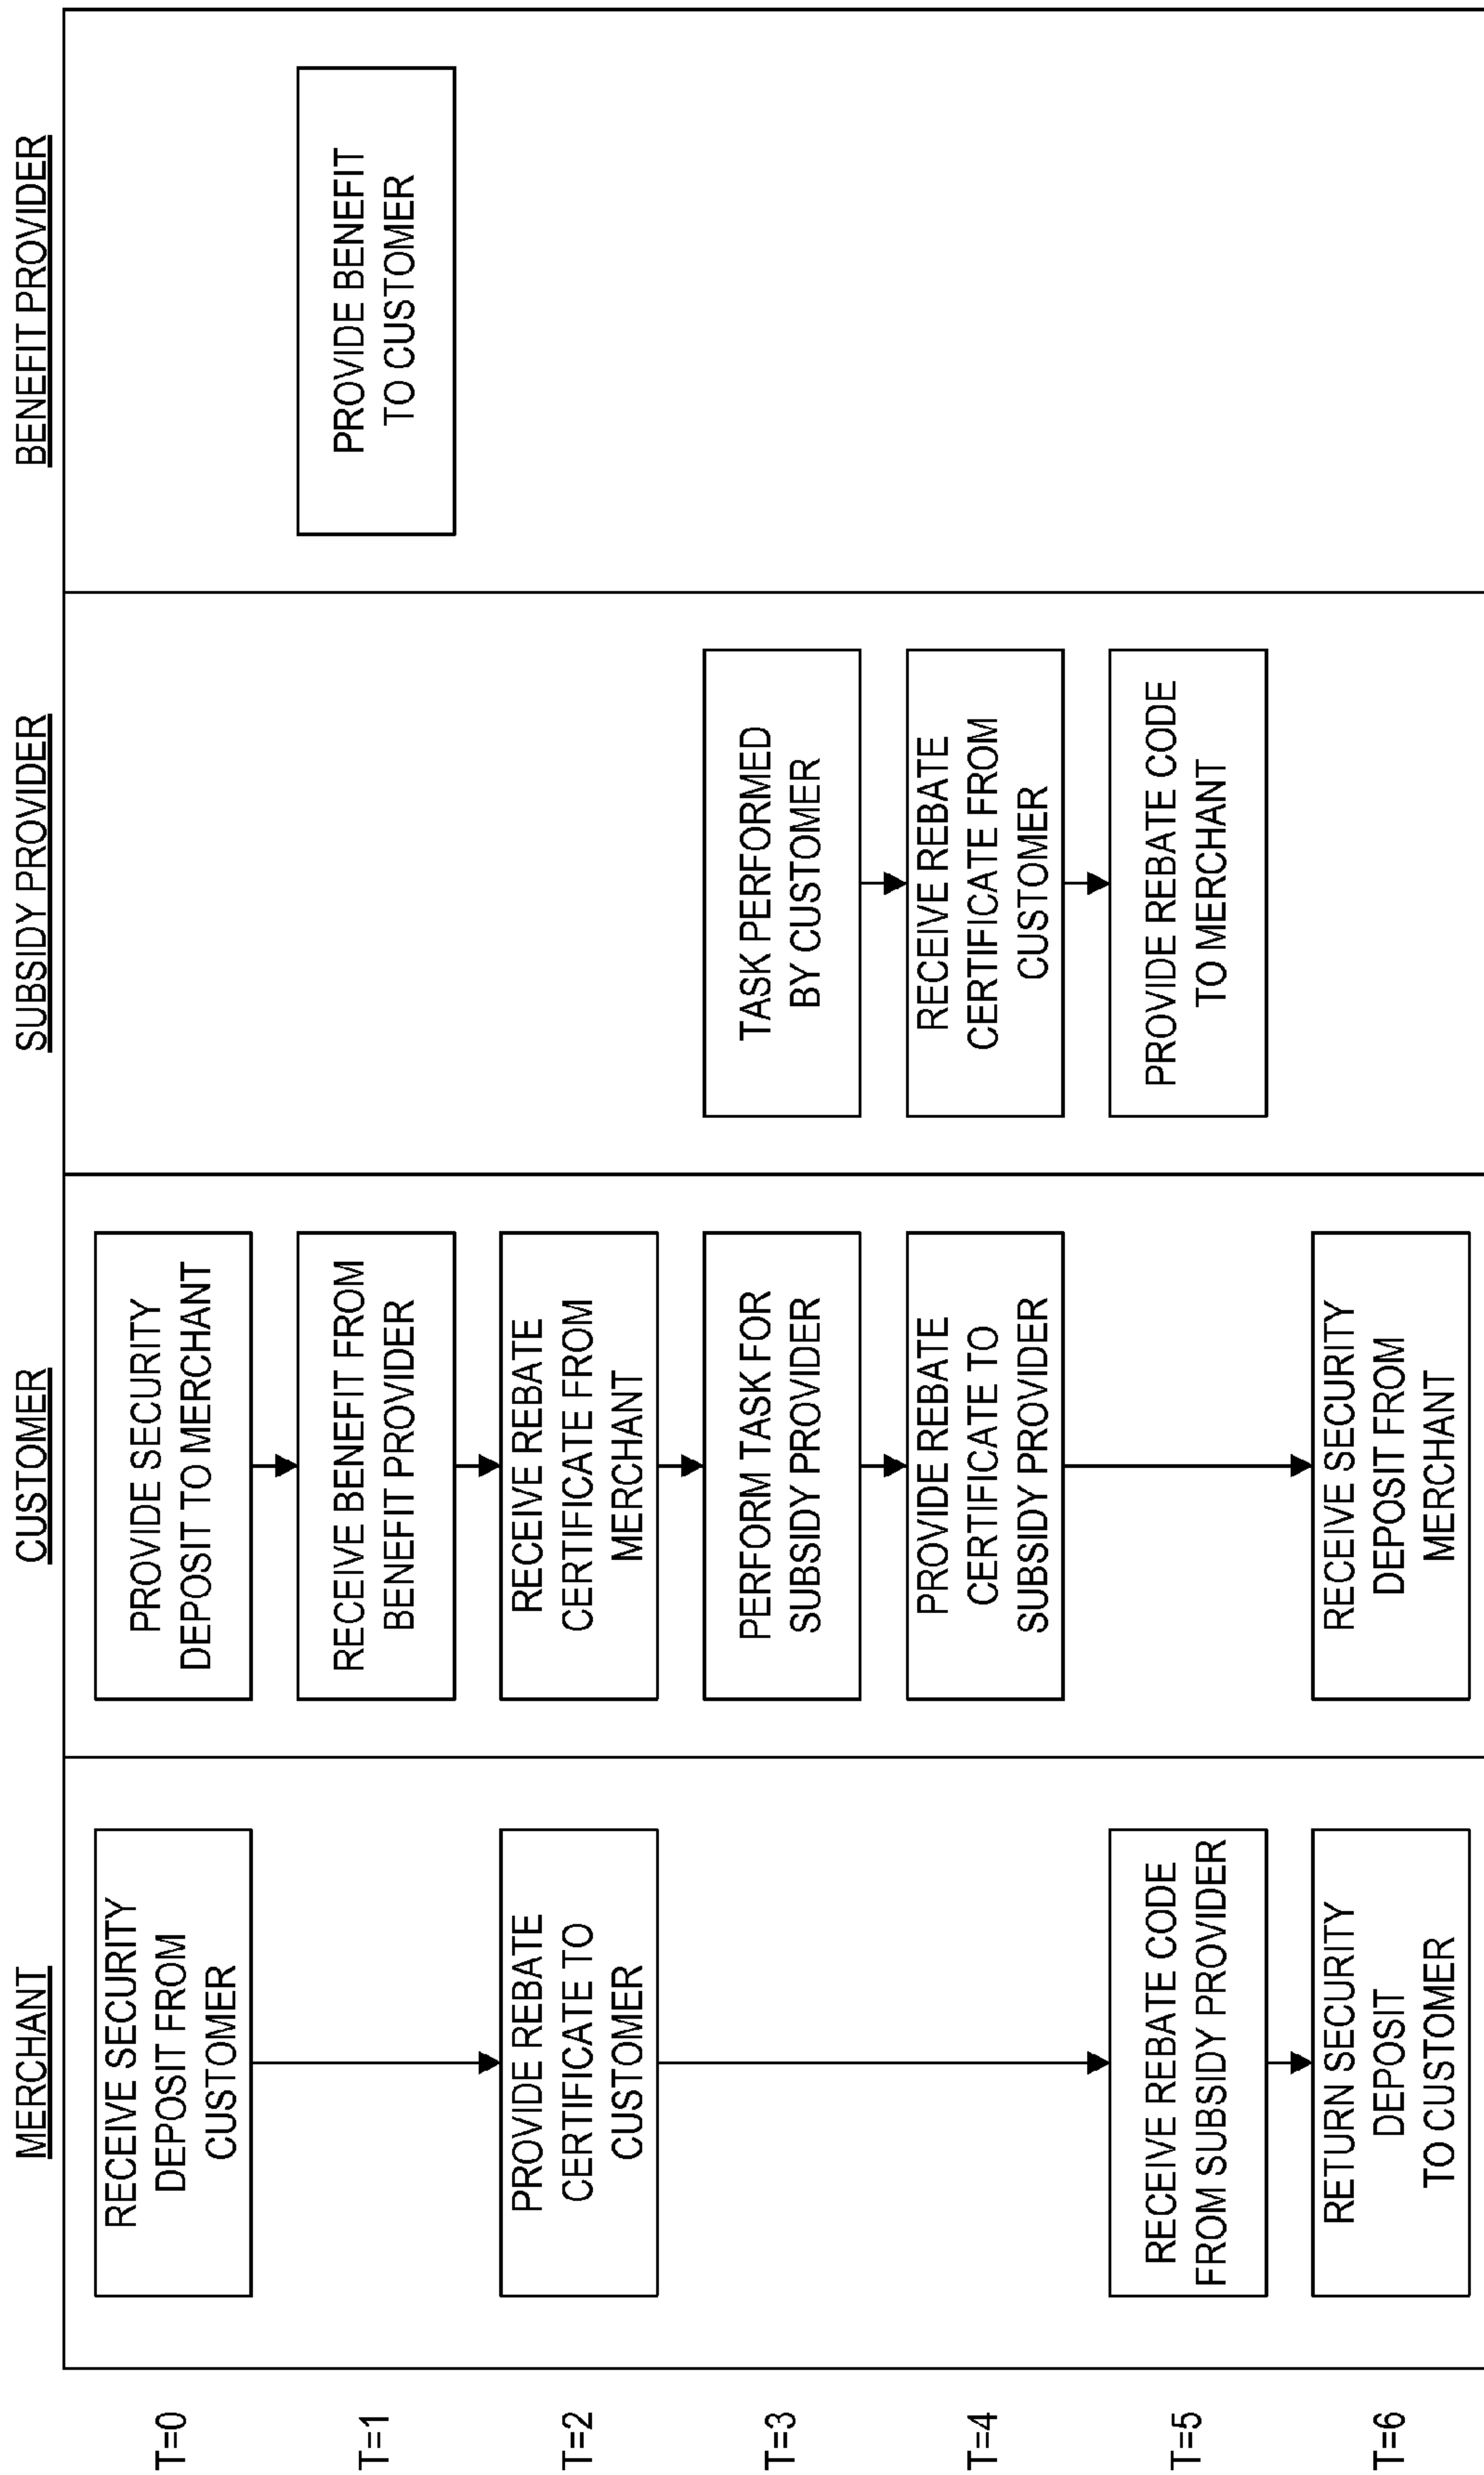 MERCHANT
CUSTOMER
SUBSIDY PROVIDER
BENEFIT PROVIDER
T=0
RECEIVE SECURITY
DEPOSIT FROM
CUSTOMER
PROVIDE SECURITY
DEPOSIT TO MERCHANT
T=1
RECEIVE BENEFIT FROM
BENEFIT PROVIDER
PROVIDE BENEFIT
TO CUSTOMER
T=2
PROVIDE REBATE
CERTIFICATE TO
CUSTOMER
RECEIVE REBATE
CERTIFICATE FROM
MERCHANT
T=3
PERFORM TASK FOR
SUBSIDY PROVIDER
TASK PERFORMED
BY CUSTOMER
T=4
PROVIDE REBATE
CERTIFICATE TO
SUBSIDY PROVIDER
RECEIVE REBATE
CERTIFICATE FROM
CUSTOMER
T=5
RECEIVE REBATE CODE
FROM SUBSIDY PROVIDER
PROVIDE REBATE CODE
TO MERCHANT
T=6
RETURN SECURITY
DEPOSIT
TO CUSTOMER
RECEIVE SECURITY
DEPOSIT FROM
MERCHANT